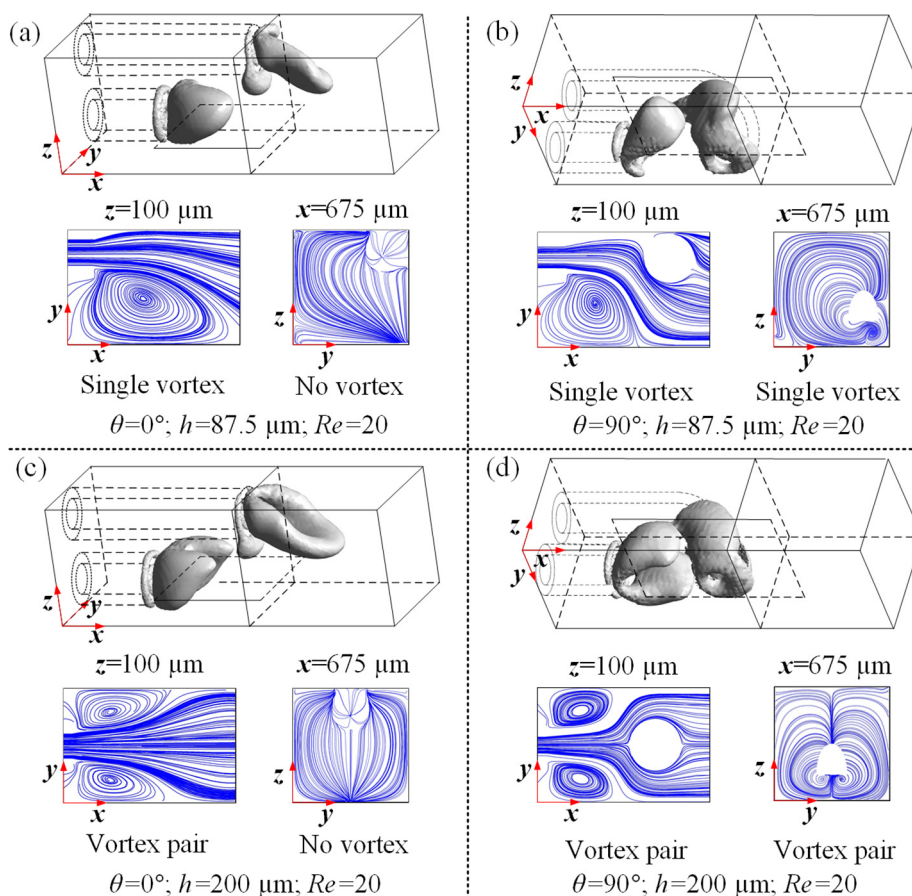 (a)
z
y
x
z=100 μm x=675 μm
y
x
z
y
Single vortex No vortex
θ=0°; h=87.5 μm; Re=20
(b)
z
x
y
z=100 μm x=675 μm
y
x
z
y
Single vortex Single vortex
θ=90°; h=87.5 μm; Re=20
(c)
z
y
x
z=100 μm x=675 μm
y
x
z
y
Vortex pair No vortex
θ=0°; h=200 μm; Re=20
(d)
z
x
y
z=100 μm x=675 μm
y
x
z
y
Vortex pair Vortex pair
θ=90°; h=200 μm; Re=20